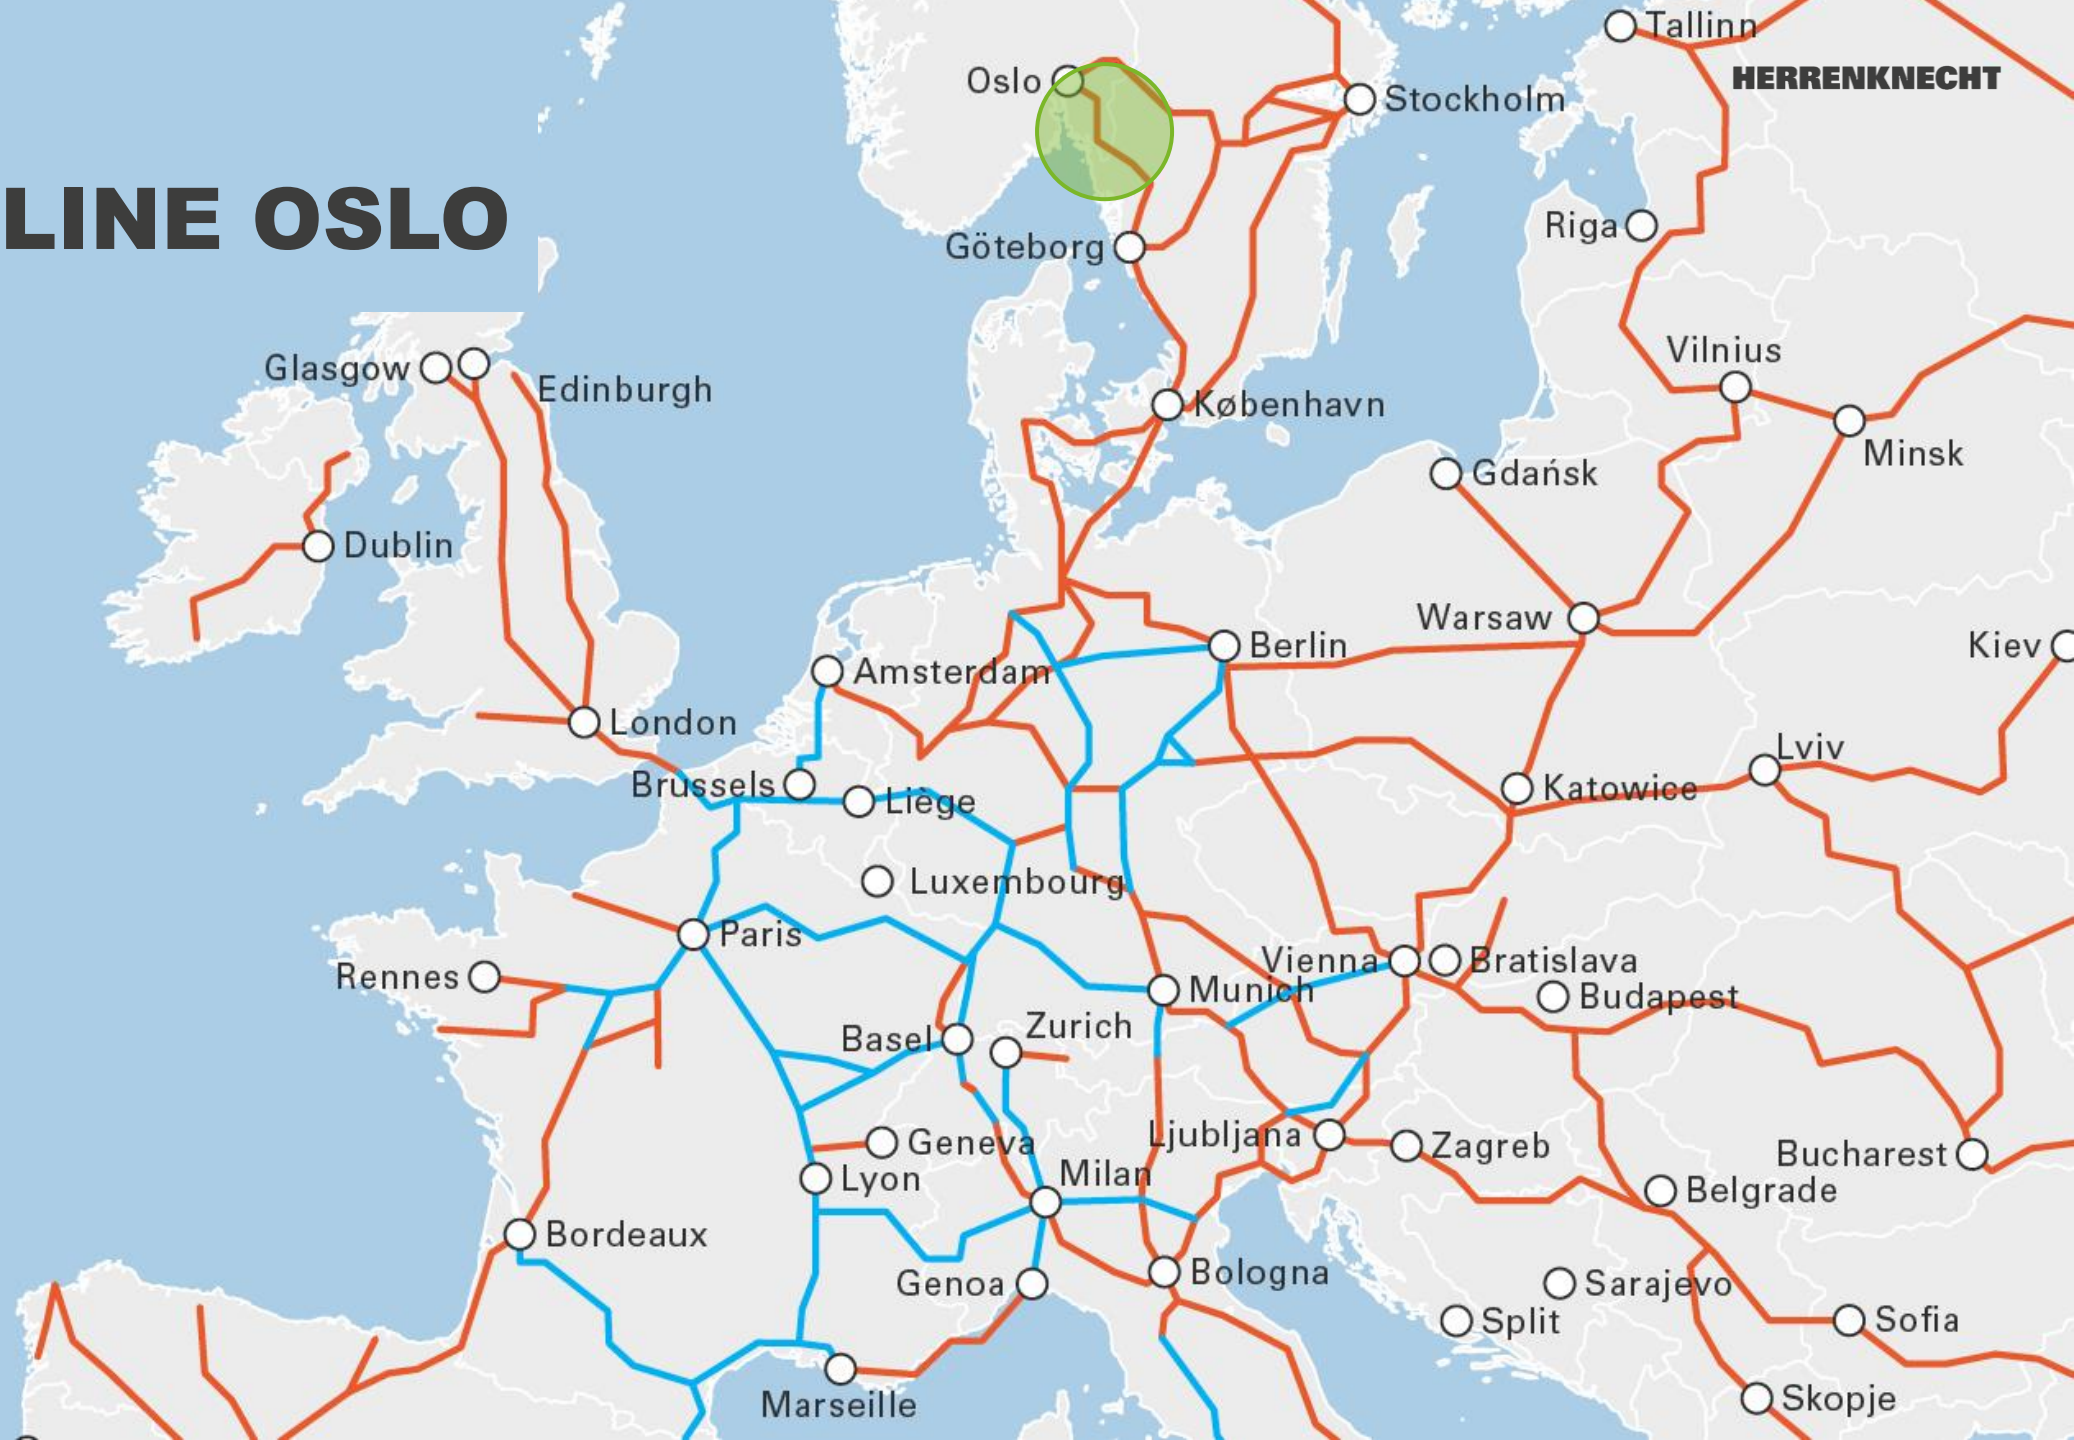 Tallinn
HERRENKNECHT
Oslo
Stockholm
LINE OSLO
Riga
Göteborg
Vilnius
Glasgow
Edinburgh
København
Minsk
Gdańsk
Dublin
Warsaw
Berlin
Kiev
Amsterdam
London
Lviv
Brussels
Liège
Katowice
Luxembourg
Paris
Vienna
Bratislava
Rennes
Munich
Budapest
Basel
Zurich
Geneva
Ljubljana
Zagreb
Bucharest
Lyon
Milan
Belgrade
Bordeaux
Genoa
Bologna
Sarajevo
Split
Sofia
Marseille
Skopje